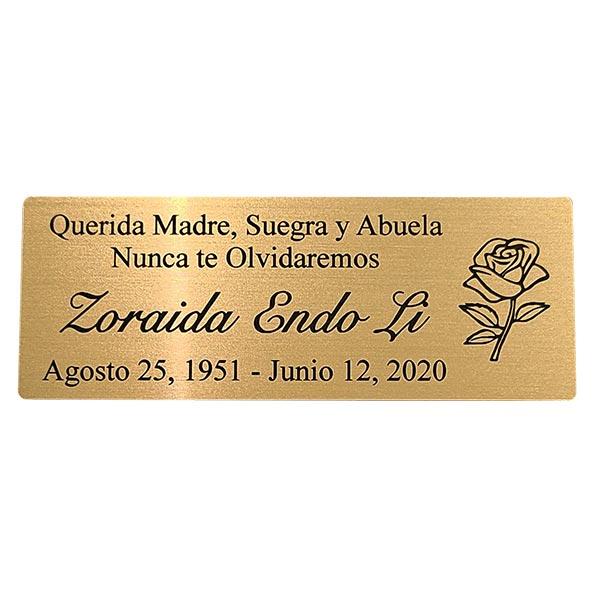 Querida Madre, Suegra y Abuela
Nunca te Olvidaremos
Zoraida Endo Li
Agosto 25, 1951 - Junio 12, 2020